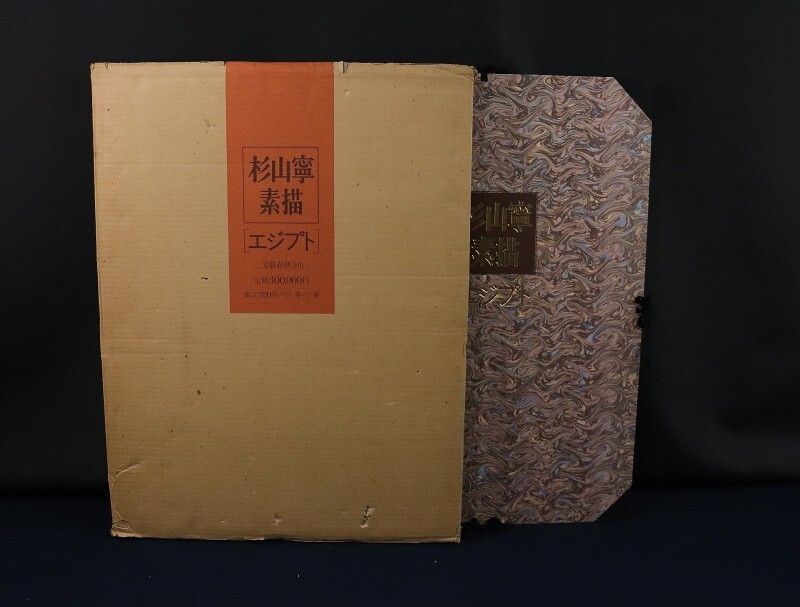 杉山寧
素描
[エジプト]
文藝春秋刊
定価300,000円
杉山寧
素描
エジプト